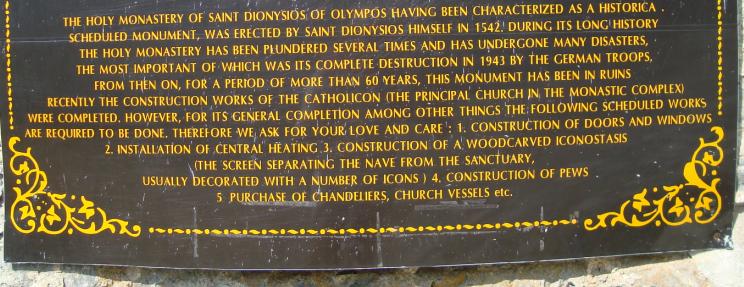 THE HOLY MONASTERY OF SAINT DIONYSIOS OF OLYMPOS HAVING BEEN CHARACTERIZED AS A HISTORICA .
SCHEDULED MONUMENT, WAS ERECTED BY SAINT DIONYSIOS HIMSELF IN 1542. DURING ITS LONG HISTORY
THE HOLY MONASTERY HAS BEEN PLUNDERED SEVERAL TIMES AND HAS UNDERGONE MANY DISASTERS,
THE MOST IMPORTANT OF WHICH WAS ITS COMPLETE DESTRUCTION IN 1943 BY THE GERMAN TROOPS,
FROM THEN ON, FOR A PERIOD OF MORE THAN 60 YEARS, THIS MONUMENT HAS BEEN IN RUINS
RECENTLY THE CONSTRUCTION WORKS OF THE CATHOLICON (THE PRINCIPAL CHURCH IN THE MONASTIC COMPLEX)
WERE COMPLETED. HOWEVER, FOR ITS GENERAL COMPLETION AMONG OTHER THINGS THE FOLLOWING SCHEDULED WORKS
ARE REQUIRED TO BE DONE. THEREFORE WE ASK FOR YOUR LOVE AND CARE : 1. CONSTRUCTION OF DOORS AND WINDOWS
2. INSTALLATION OF CENTRAL HEATING 3. CONSTRUCTION OF A WOODCARVED ICONOSTASIS
(THE SCREEN SEPARATING THE NAVE FROM THE SANCTUARY,
USUALLY DECORATED WITH A NUMBER OF ICONS ) 4. CONSTRUCTION OF PEWS
5 PURCHASE OF CHANDELIERS, CHURCH VESSELS etc.